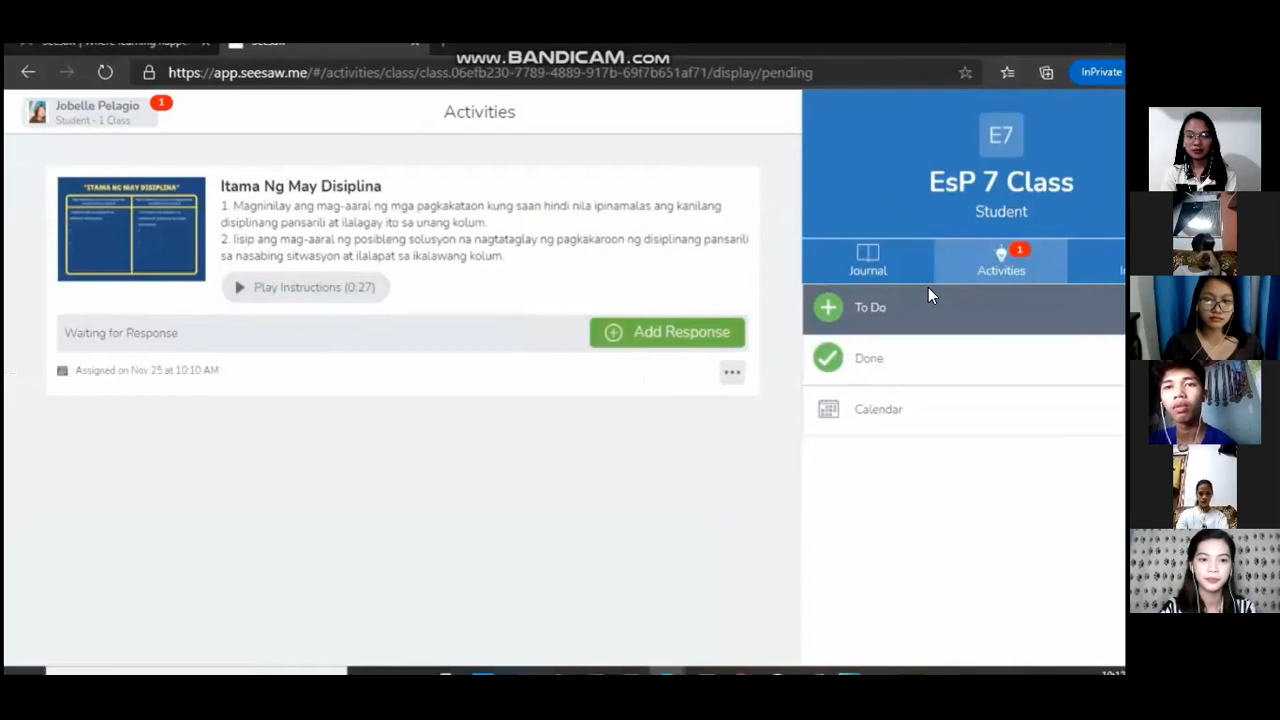 Seesaw | Where learning happe
Seesaw
www.BANDICAM.com
https://app.seesaw.me/#/activities/class/class.06efb230-7789-4889-917b-69f7b651af71/display/pending
InPrivate
Jobelle Pelagio
1
Student - 1 Class
Activities
E7
EsP 7 Class
Student
Journal
Activities
1
To Do
Done
Calendar
"ITAMA NG MAY DISIPLINA"
Itama Ng May Disiplina
1. Magninilay ang mag-aaral ng mga pagkakataon kung saan hindi nila ipinamalas ang kanilang
disiplinang pansarili at ilalagay ito sa unang kolum.
2. Iisip ang mag-aaral ng posibleng solusyon na nagtataglay ng pagkakaroon ng disiplinang pansarili
sa nasabing sitwasyon at ilalapat sa ikalawang kolum.
Play Instructions (0:27)
Waiting for Response
Add Response
Assigned on Nov 25 at 10:10 AM